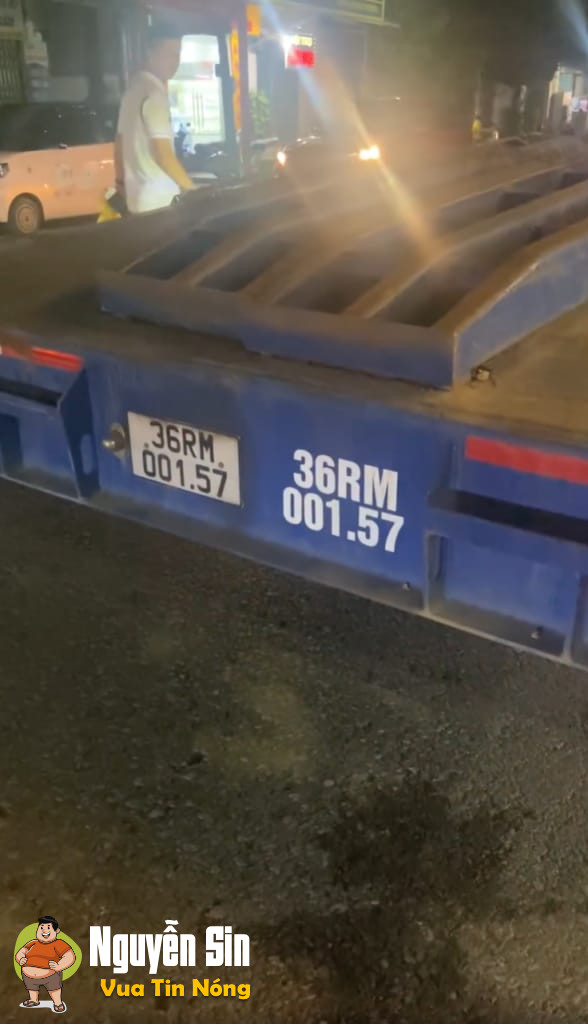 36RM
001.57
36RM
001.57
Nguyễn Sin
Vua Tin Nóng